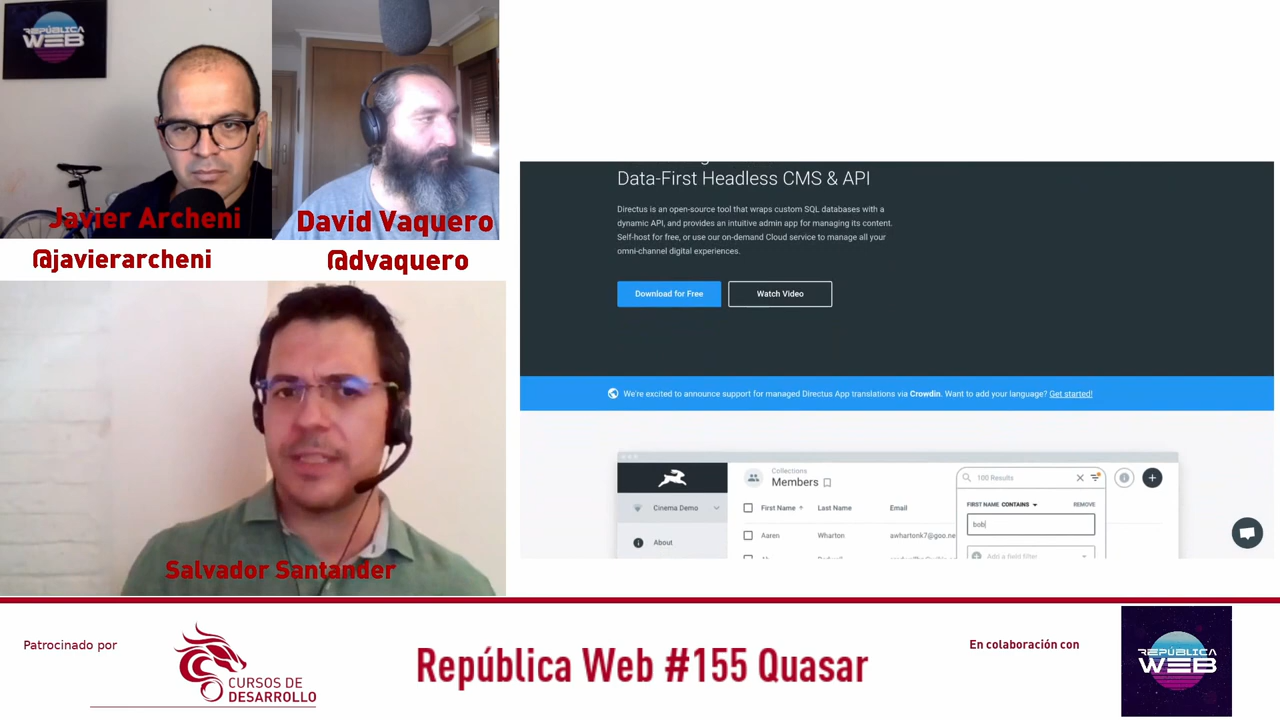 REPÚBLICA
WEB
Javier Archeni
David Vaquero
@javierarcheni
@dvaquero
Salvador Santander
Data-First Headless CMS & API
Directus is an open-source tool that wraps custom SQL databases with a
dynamic API, and provides an intuitive admin app for managing its content.
Self-host for free, or use our on-demand Cloud service to manage all your
omni-channel digital experiences.
Download for Free
Watch Video
We're excited to announce support for managed Directus App translations via Crowdin. Want to add your language? Get started!
Cinema Demo
About
Collections
Members
100 Results
First Name
Last Name
Email
FIRST NAME CONTAINS
REMOVE
bob
Aaren
Wharton
awhartonk7@goo.ne
Add a field filter
Patrocinado por
CURSOS DE
DESARROLLO
República Web #155 Quasar
En colaboración con
REPÚBLICA
WEB